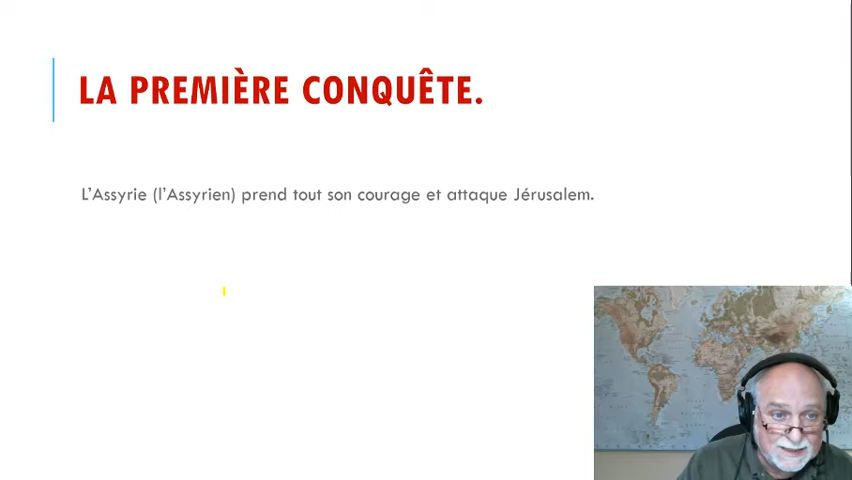 LA PREMIÈRE CONQUÊTE.
L'Assyrie (l'Assyrien) prend tout son courage et attaque Jérusalem.